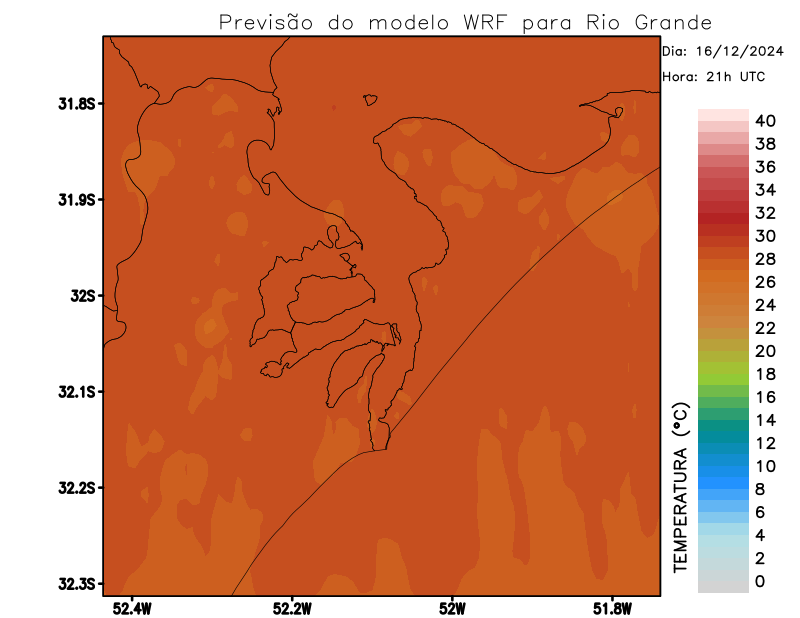 Previsão do modelo WRF para Rio Grande
Dia: 16/12/2024
Hora: 21h UTC
31.8S
31.9S
32S
32.1S
32.2S
32.3S
52.4W
52.2W
52W
51.8W
TEMPERATURA (°C)
40
38
36
34
32
30
28
26
24
22
20
18
16
14
12
10
8
6
4
2
0